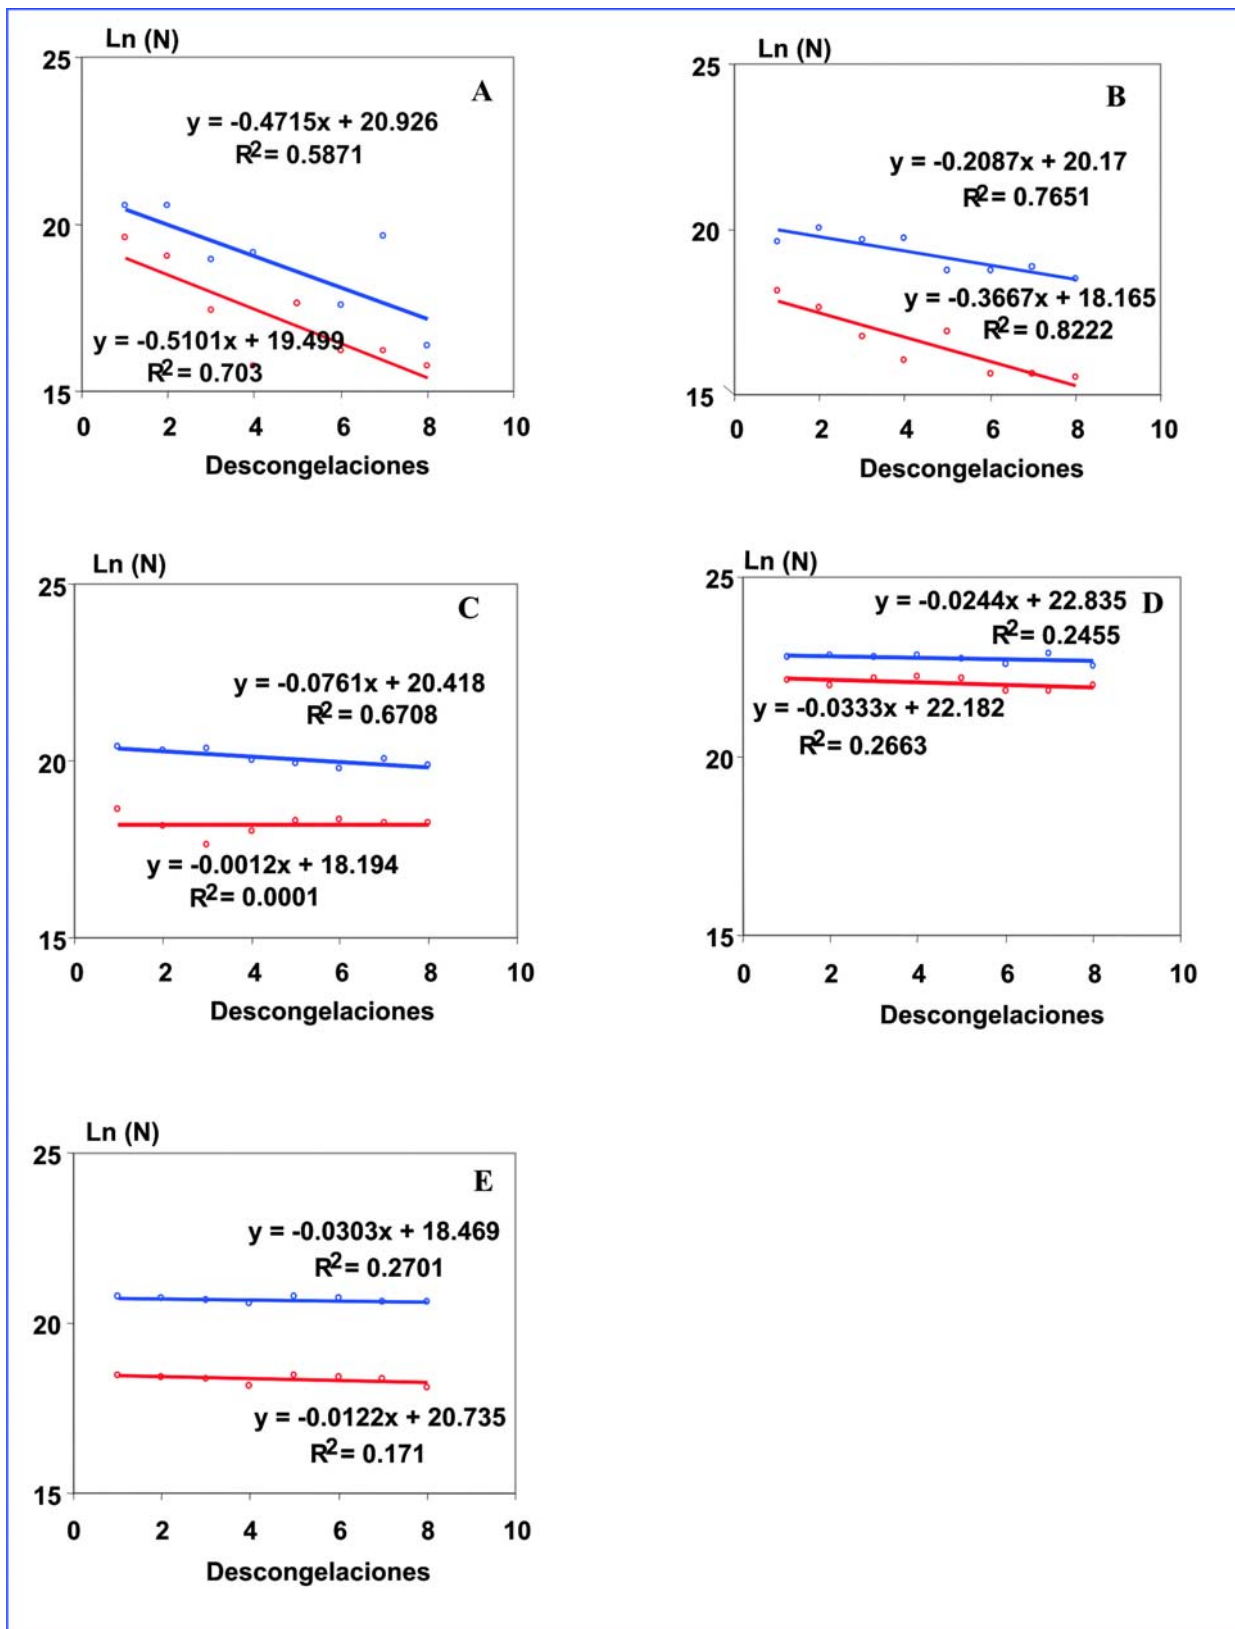 Ln (N)
25
A
y = -0.4715x + 20.926
R2 = 0.5871
20
y = -0.5101x + 19.499
R2 = 0.703
15
0 2 4 6 8 10
Descongelaciones
Ln (N)
25
B
y = -0.2087x + 20.17
R2 = 0.7651
20
y = -0.3667x + 18.165
R2 = 0.8222
15
0 2 4 6 8 10
Descongelaciones
Ln (N)
25
C
y = -0.0761x + 20.418
R2 = 0.6708
20
y = -0.0012x + 18.194
R2 = 0.0001
15
0 2 4 6 8 10
Descongelaciones
Ln (N)
25
y = -0.0244x + 22.835 D
R2 = 0.2455
y = -0.0333x + 22.182
R2 = 0.2663
20
15
0 2 4 6 8 10
Descongelaciones
Ln (N)
25
E
y = -0.0303x + 18.469
R2 = 0.2701
20
y = -0.0122x + 20.735
R2 = 0.171
15
0 2 4 6 8 10
Descongelaciones